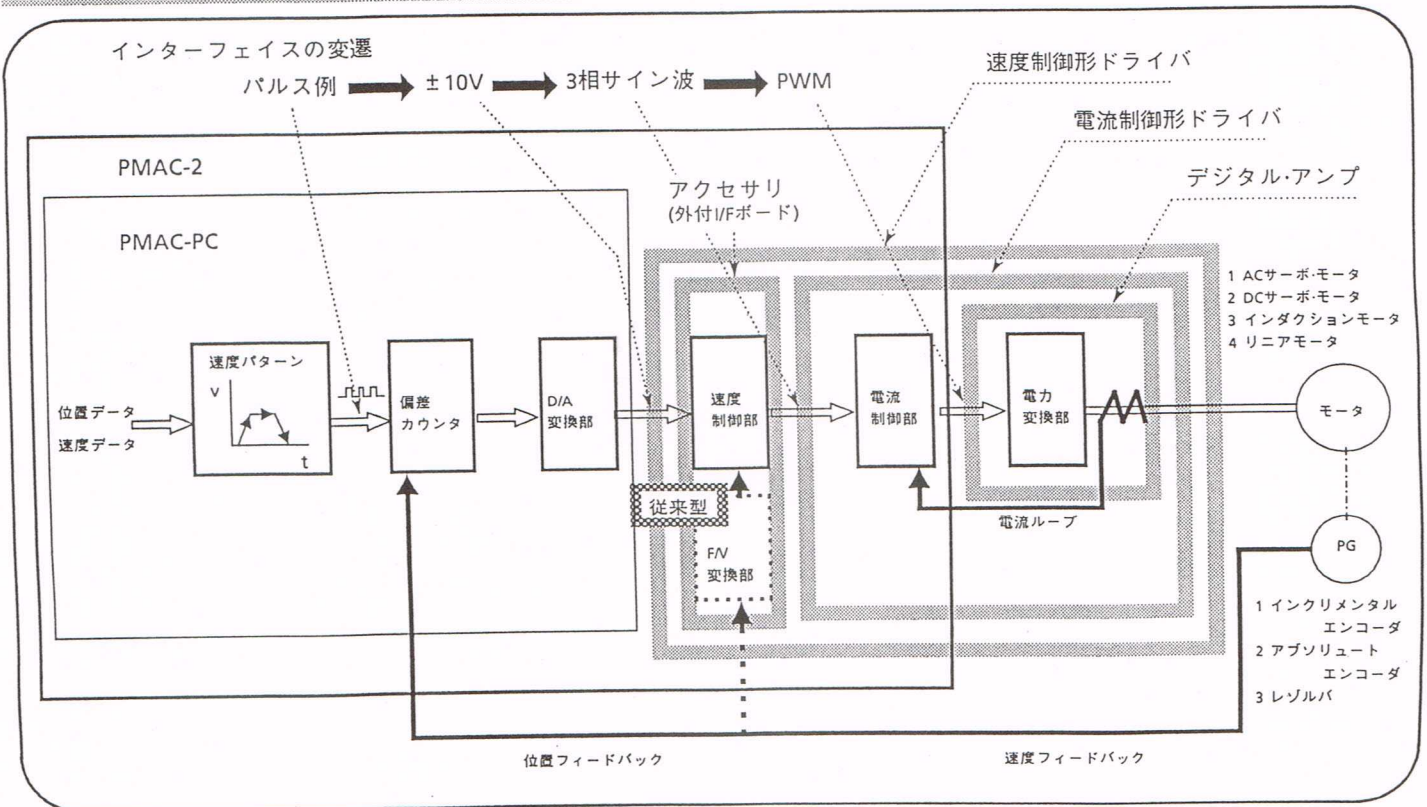 インターフェイスの変遷
パルス例 ±10V 3相サイン波 PWM
速度制御形ドライバ
電流制御形ドライバ
デジタル・アンプ
PMAC-2
アクセサリ
(外付I/Fボード)
PMAC-PC
1 ACサーボ・モータ
2 DCサーボ・モータ
3 インダクションモータ
4 リニアモータ
位置データ
速度データ
速度パターン
V
t
偏差
カウンタ
D/A
変換部
速度
制御部
電流
制御部
電力
変換部
モータ
従来型
F/V
変換部
電流ループ
PG
1 インクリメンタル
エンコーダ
2 アブソリュート
エンコーダ
3 レゾルバ
位置フィードバック
速度フィードバック